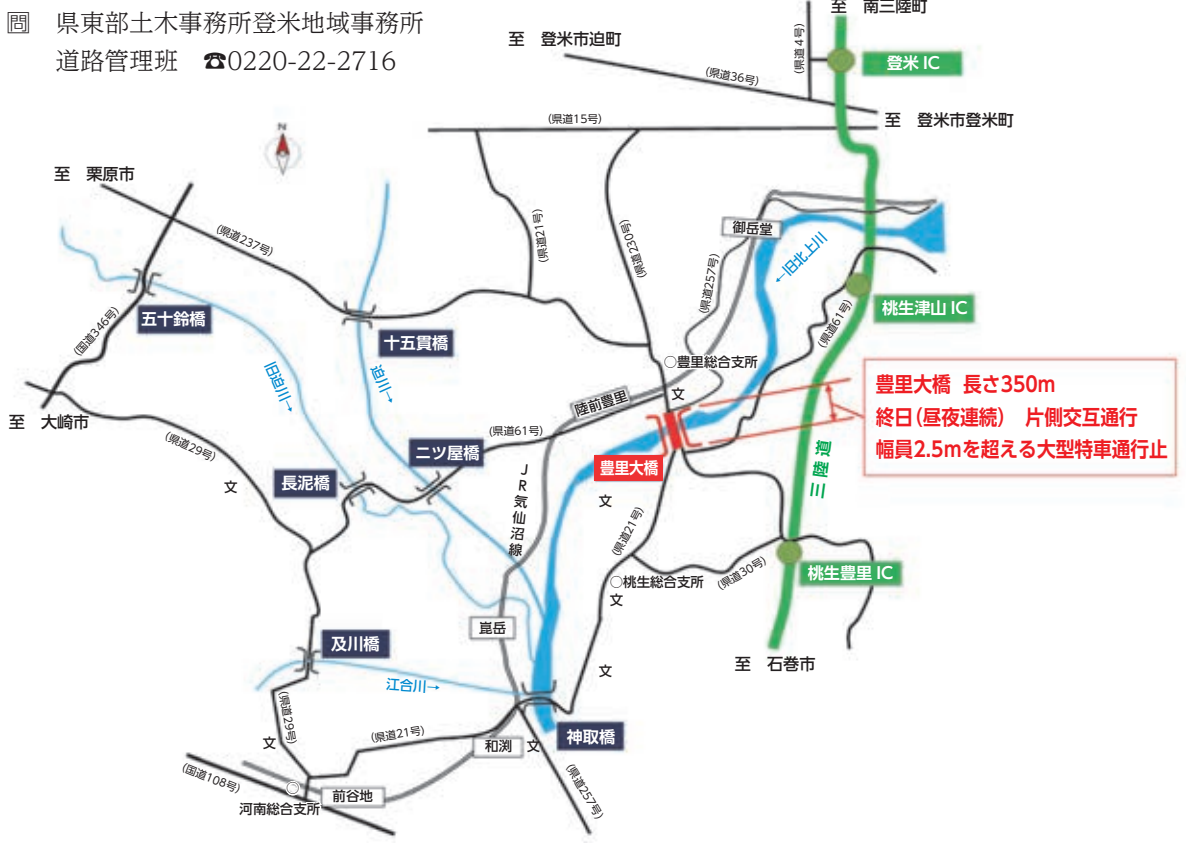 問 県東部土木事務所登米地域事務所
道路管理班 ☎0220-22-2716
至 南三陸町
至 登米市迫町
(県道4号)
登米 IC
(県道36号)
(県道15号)
至 登米市登米町
N
至 栗原市
(県道237号)
(県道21号)
(県道230号)
御岳堂
←旧北上川
(県道257号)
五十鈴橋
(国道346号)
十五貫橋
桃生津山 IC
(県道61号)
旧迫川→
迫川→
○豊里総合支所
文
陸前豊里
豊里大橋 長さ350m
終日(昼夜連続) 片側交互通行
幅員2.5mを超える大型特車通行止
至 大崎市
(県道29号)
(県道61号)
二ツ屋橋
豊里大橋
三陸道
長泥橋
文
JR気仙沼線
文
(県道21号)
○桃生総合支所
文
(県道30号)
桃生豊里 IC
崑岳
及川橋
至 石巻市
文
江合川→
(県道29号)
文
(県道21号)
和渕
文
神取橋
(国道108号)
前谷地
(県道257号)
◎
河南総合支所